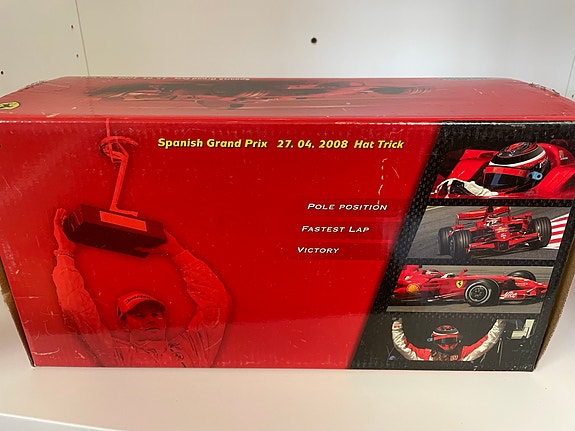 Spanish Grand Prix 27. 04. 2008 Hat Trick
Pole position
Fastest Lap
Victory